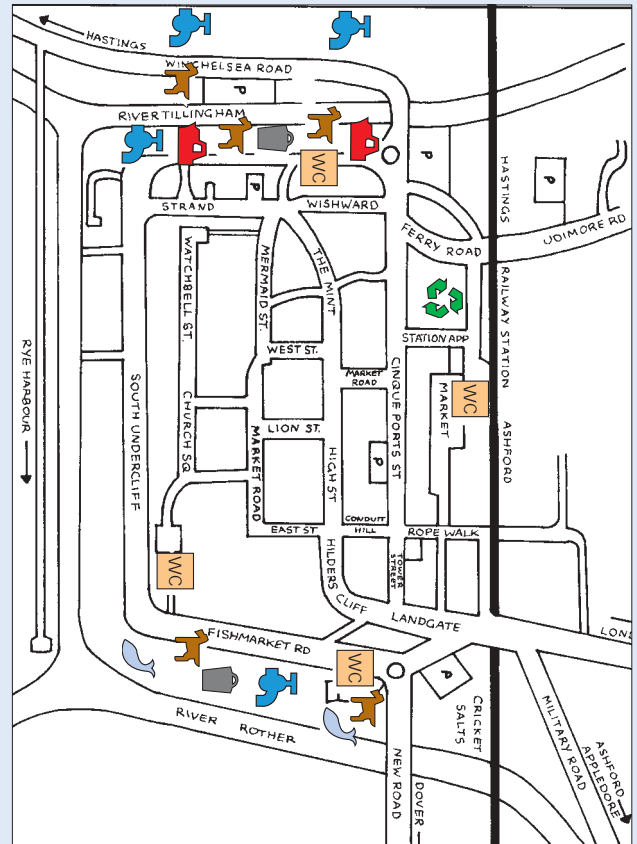 HASTINGS
WINCHELSEA ROAD
P
RIVER TILLINGHAM
WC
P
P
P
HASTINGS
STRAND
WISHWARD
FERRY ROAD
UDIMORE RD
WATCHBELL ST.
MERMAID ST.
THE MINT
RAILWAY STATION
STATION APP
WEST ST.
MARKET
ROAD
CINQUE PORTS ST
MARKET
WC
RYE HARBOUR
SOUTH UNDERCLIFF
CHURCH SQ
LION ST.
MARKET ROAD
HIGH ST
P
ASHFORD
EAST ST
CONDUIT
HILL
ROPE WALK
WC
HILDERS
CLIFF
TOWER
STREET
LANDGATE
LOND
FISHMARKET RD
WC
P
CRICKET
SALTS
RIVER ROTHER
NEW ROAD
DOVER
MILITARY ROAD
ASHFORD
APPLEDORE